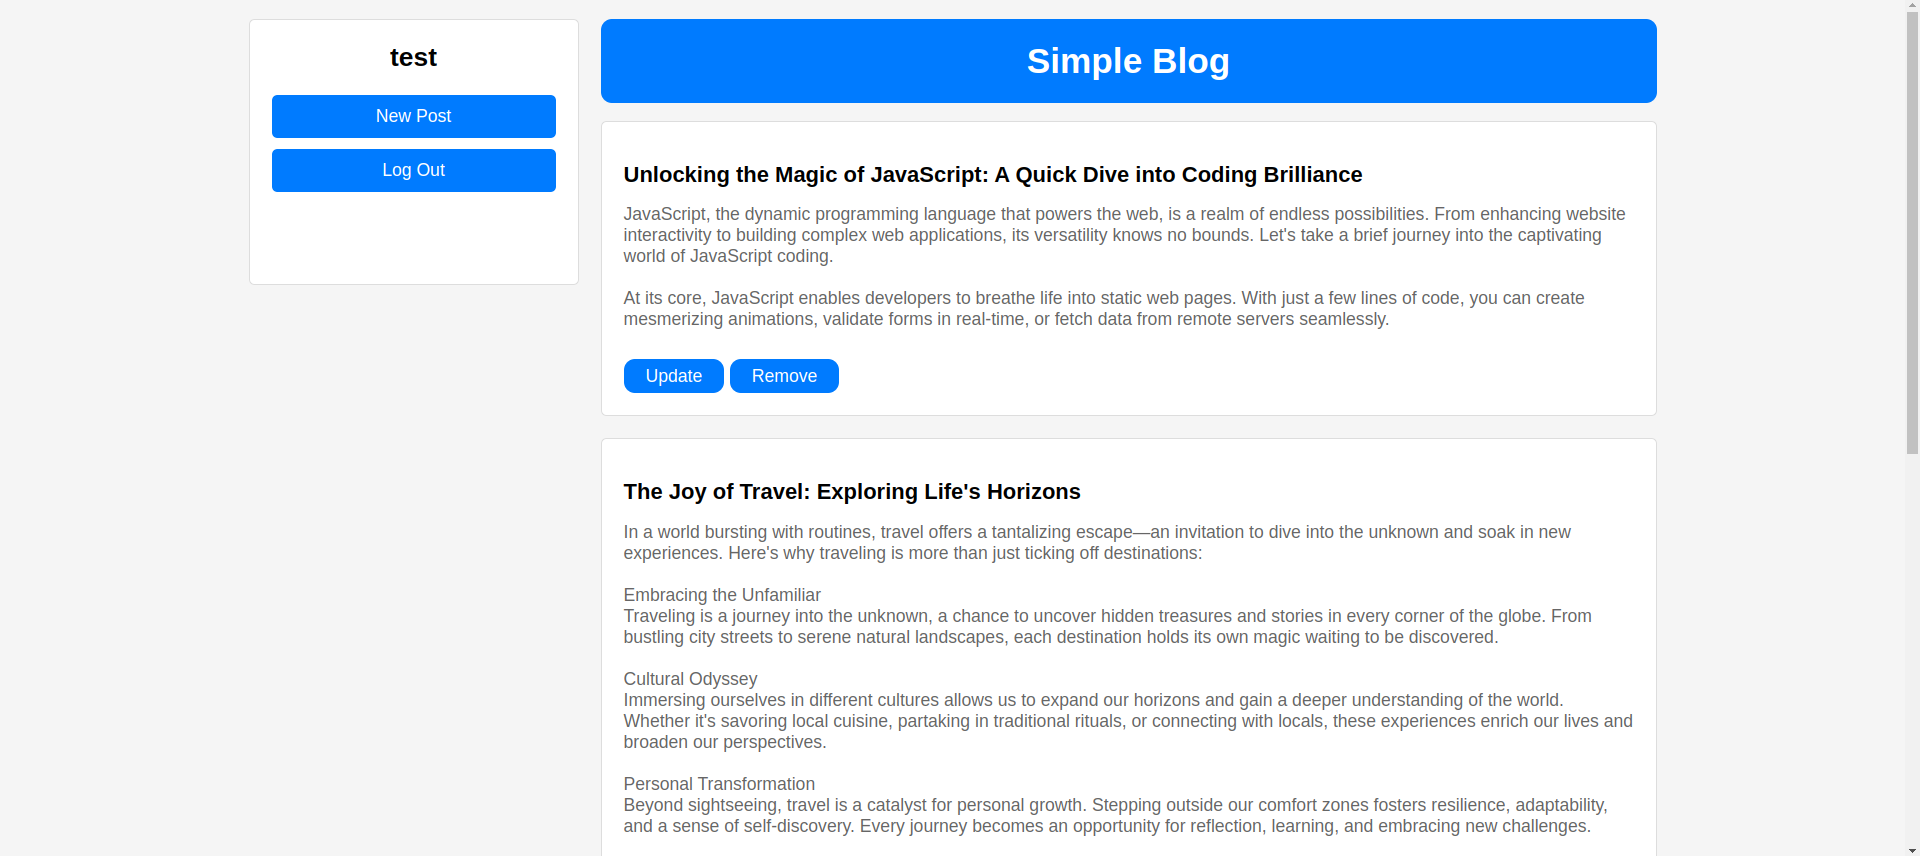 test
New Post
Log Out
Simple Blog
Unlocking the Magic of JavaScript: A Quick Dive into Coding Brilliance
JavaScript, the dynamic programming language that powers the web, is a realm of endless possibilities. From enhancing website
interactivity to building complex web applications, its versatility knows no bounds. Let's take a brief journey into the captivating
world of JavaScript coding.
At its core, JavaScript enables developers to breathe life into static web pages. With just a few lines of code, you can create
mesmerizing animations, validate forms in real-time, or fetch data from remote servers seamlessly.
Update Remove
The Joy of Travel: Exploring Life's Horizons
In a world bursting with routines, travel offers a tantalizing escape—an invitation to dive into the unknown and soak in new
experiences. Here's why traveling is more than just ticking off destinations:
Embracing the Unfamiliar
Traveling is a journey into the unknown, a chance to uncover hidden treasures and stories in every corner of the globe. From
bustling city streets to serene natural landscapes, each destination holds its own magic waiting to be discovered.
Cultural Odyssey
Immersing ourselves in different cultures allows us to expand our horizons and gain a deeper understanding of the world.
Whether it's savoring local cuisine, partaking in traditional rituals, or connecting with locals, these experiences enrich our lives and
broaden our perspectives.
Personal Transformation
Beyond sightseeing, travel is a catalyst for personal growth. Stepping outside our comfort zones fosters resilience, adaptability,
and a sense of self-discovery. Every journey becomes an opportunity for reflection, learning, and embracing new challenges.